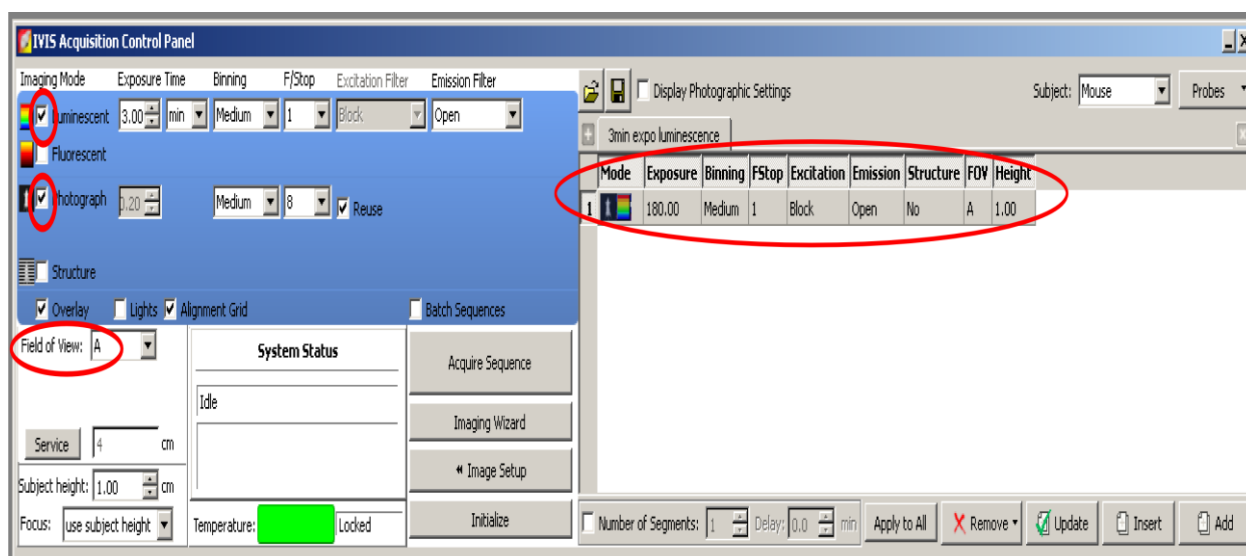 IVIS Acquisition Control Panel
Imaging Mode Exposure Time Binning F/Stop Excitation Filter Emission Filter
Luminescent 3.00 min Medium 1 Block Open
Fluorescent
Photograph 0.20 Medium 8 Reuse
Structure
Overlay Lights Alignment Grid Batch Sequences
Field of View: A
Service 4 cm
Subject height: 1.00 cm
Focus: use subject height
System Status
Idle
Temperature: Locked
Acquire Sequence
Imaging Wizard
Image Setup
Initialize
Display Photographic Settings Subject: Mouse Probes
3min expo luminescence
Mode Exposure Binning FStop Excitation Emission Structure FOV Height
1 180.00 Medium 1 Block Open No A 1.00
Number of Segments: 1 Delay: 0.0 min Apply to All Remove Update Insert Add